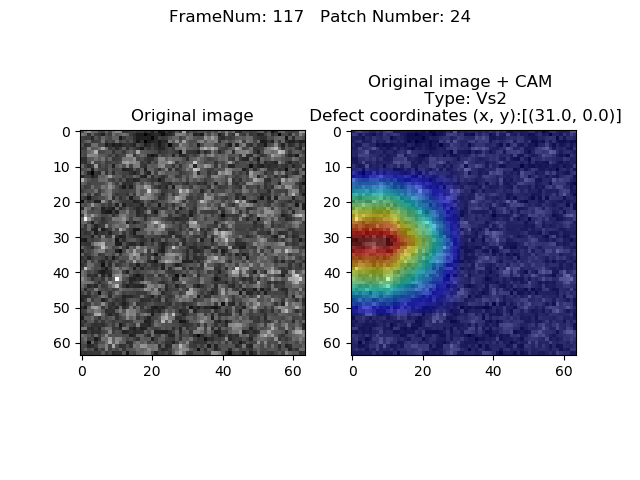 FrameNum: 117   Patch Number: 24
Original image
Original image + CAM
Type: Vs2
Defect coordinates (x, y):[(31.0, 0.0)]
0
10
20
30
40
50
60
0 20 40 60
0
10
20
30
40
50
60
0 20 40 60